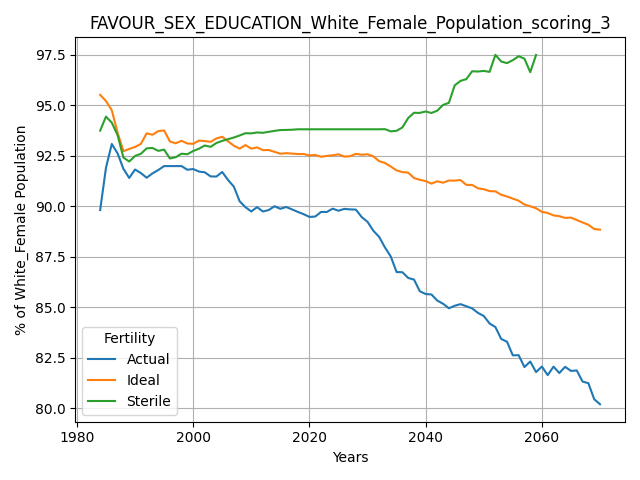 FAVOUR_SEX_EDUCATION_White_Female_Population_scoring_3
% of White_Female Population
97.5
95.0
92.5
90.0
87.5
85.0
82.5
80.0
Fertility
Actual
Ideal
Sterile
1980
2000
2020
2040
2060
Years